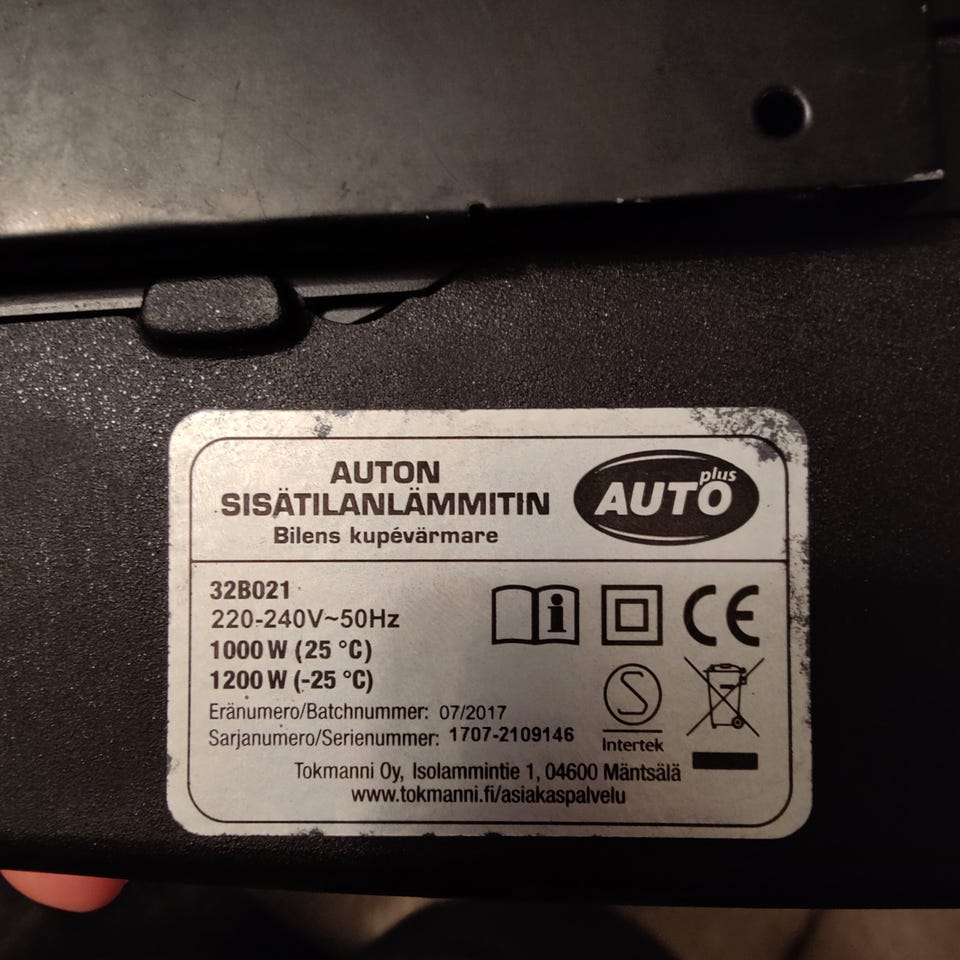 AUTON
SISÄTILANLÄMMITIN
Bilens kupévärmare
AUTO plus
32B021
220-240V~50Hz
1000 W (25 °C)
1200 W (-25 °C)
i
CE
S
Intertek
Eränumero/Batchnummer: 07/2017
Sarjanumero/Serienummer: 1707-2109146
Tokmanni Oy, Isolammintie 1, 04600 Mäntsälä
www.tokmanni.fi/asiakaspalvelu